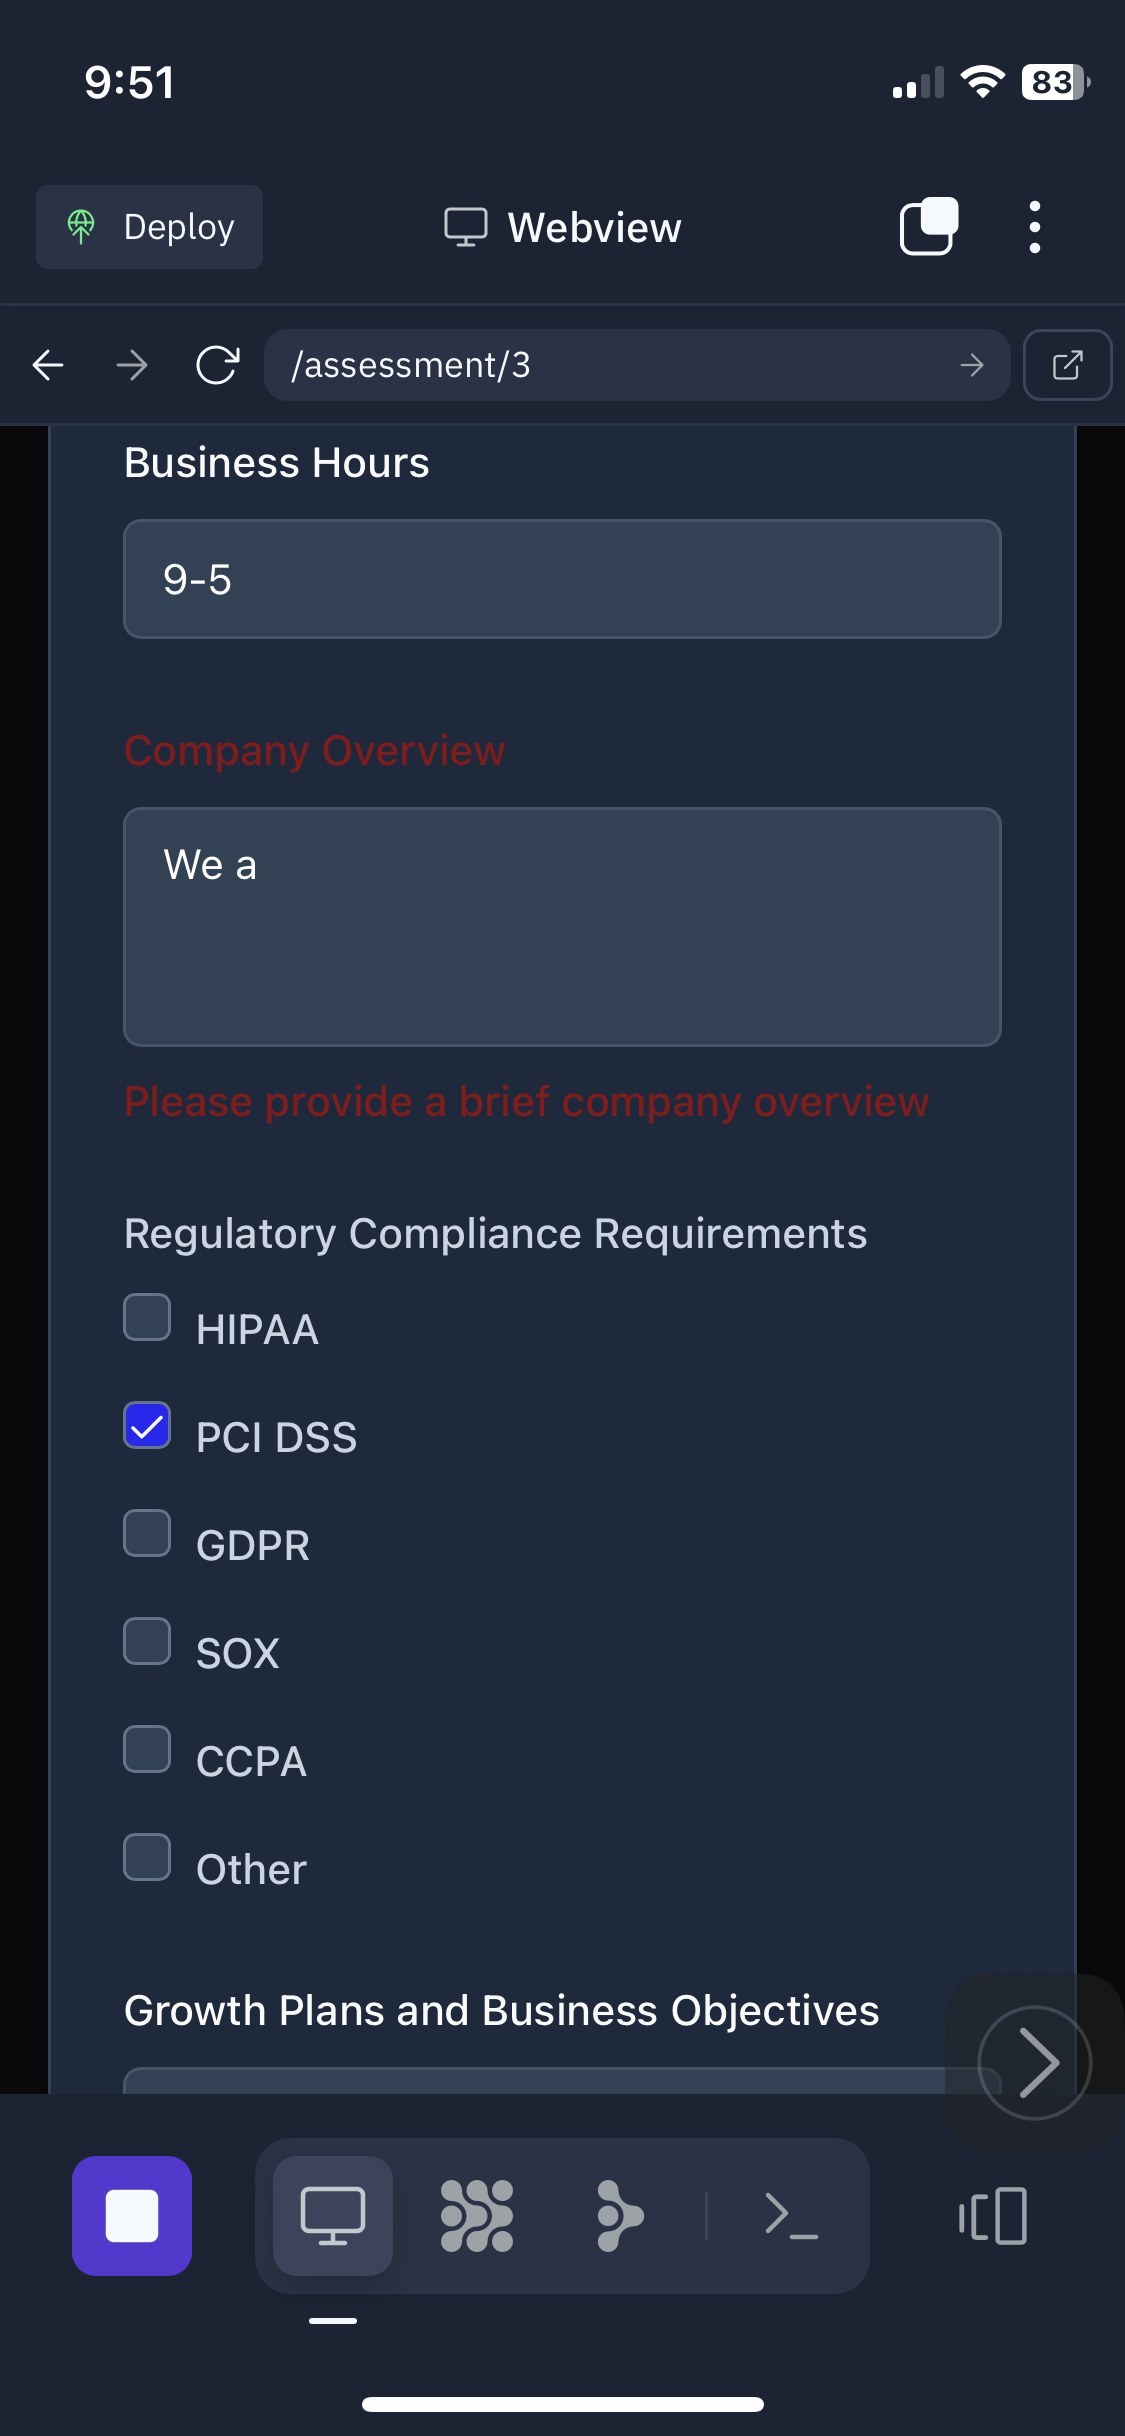 9:51
83
Deploy
Webview
/assessment/3
Business Hours
9-5
Company Overview
We a
Please provide a brief company overview
Regulatory Compliance Requirements
HIPAA
PCI DSS
GDPR
SOX
CCPA
Other
Growth Plans and Business Objectives